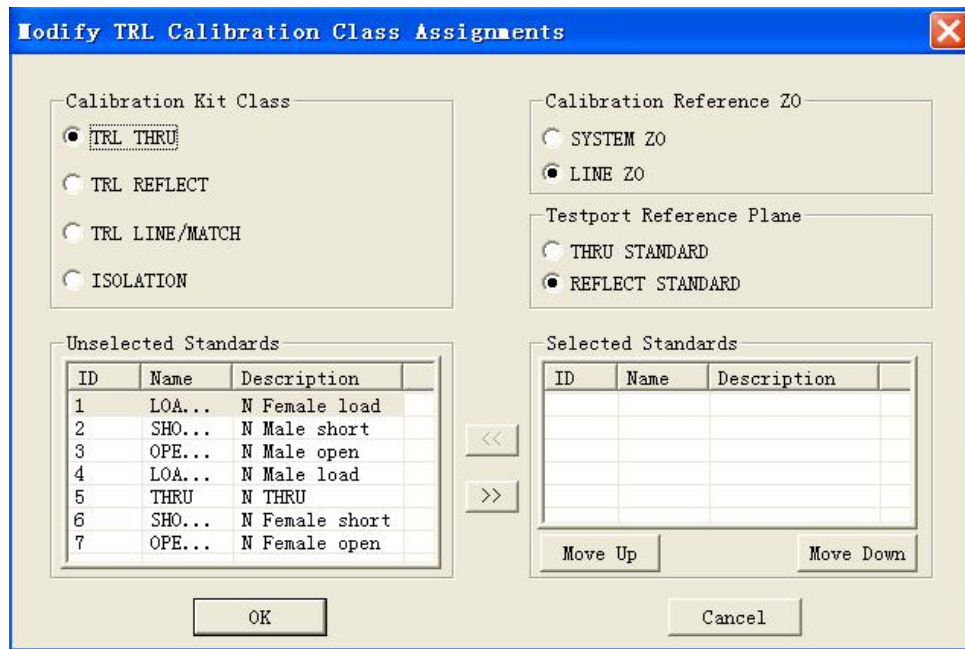 Modify TRL Calibration Class Assignments
Calibration Kit Class
TRL THRU
TRL REFLECT
TRL LINE/MATCH
ISOLATION
Calibration Reference ZO
SYSTEM ZO
LINE ZO
Testport Reference Plane
THRU STANDARD
REFLECT STANDARD
Unselected Standards
ID Name Description
1 LOA... N Female load
2 SHO... N Male short
3 OPE... N Male open
4 LOA... N Male load
5 THRU N THRU
6 SHO... N Female short
7 OPE... N Female open
<<
>>
Selected Standards
ID Name Description
Move Up Move Down
OK Cancel